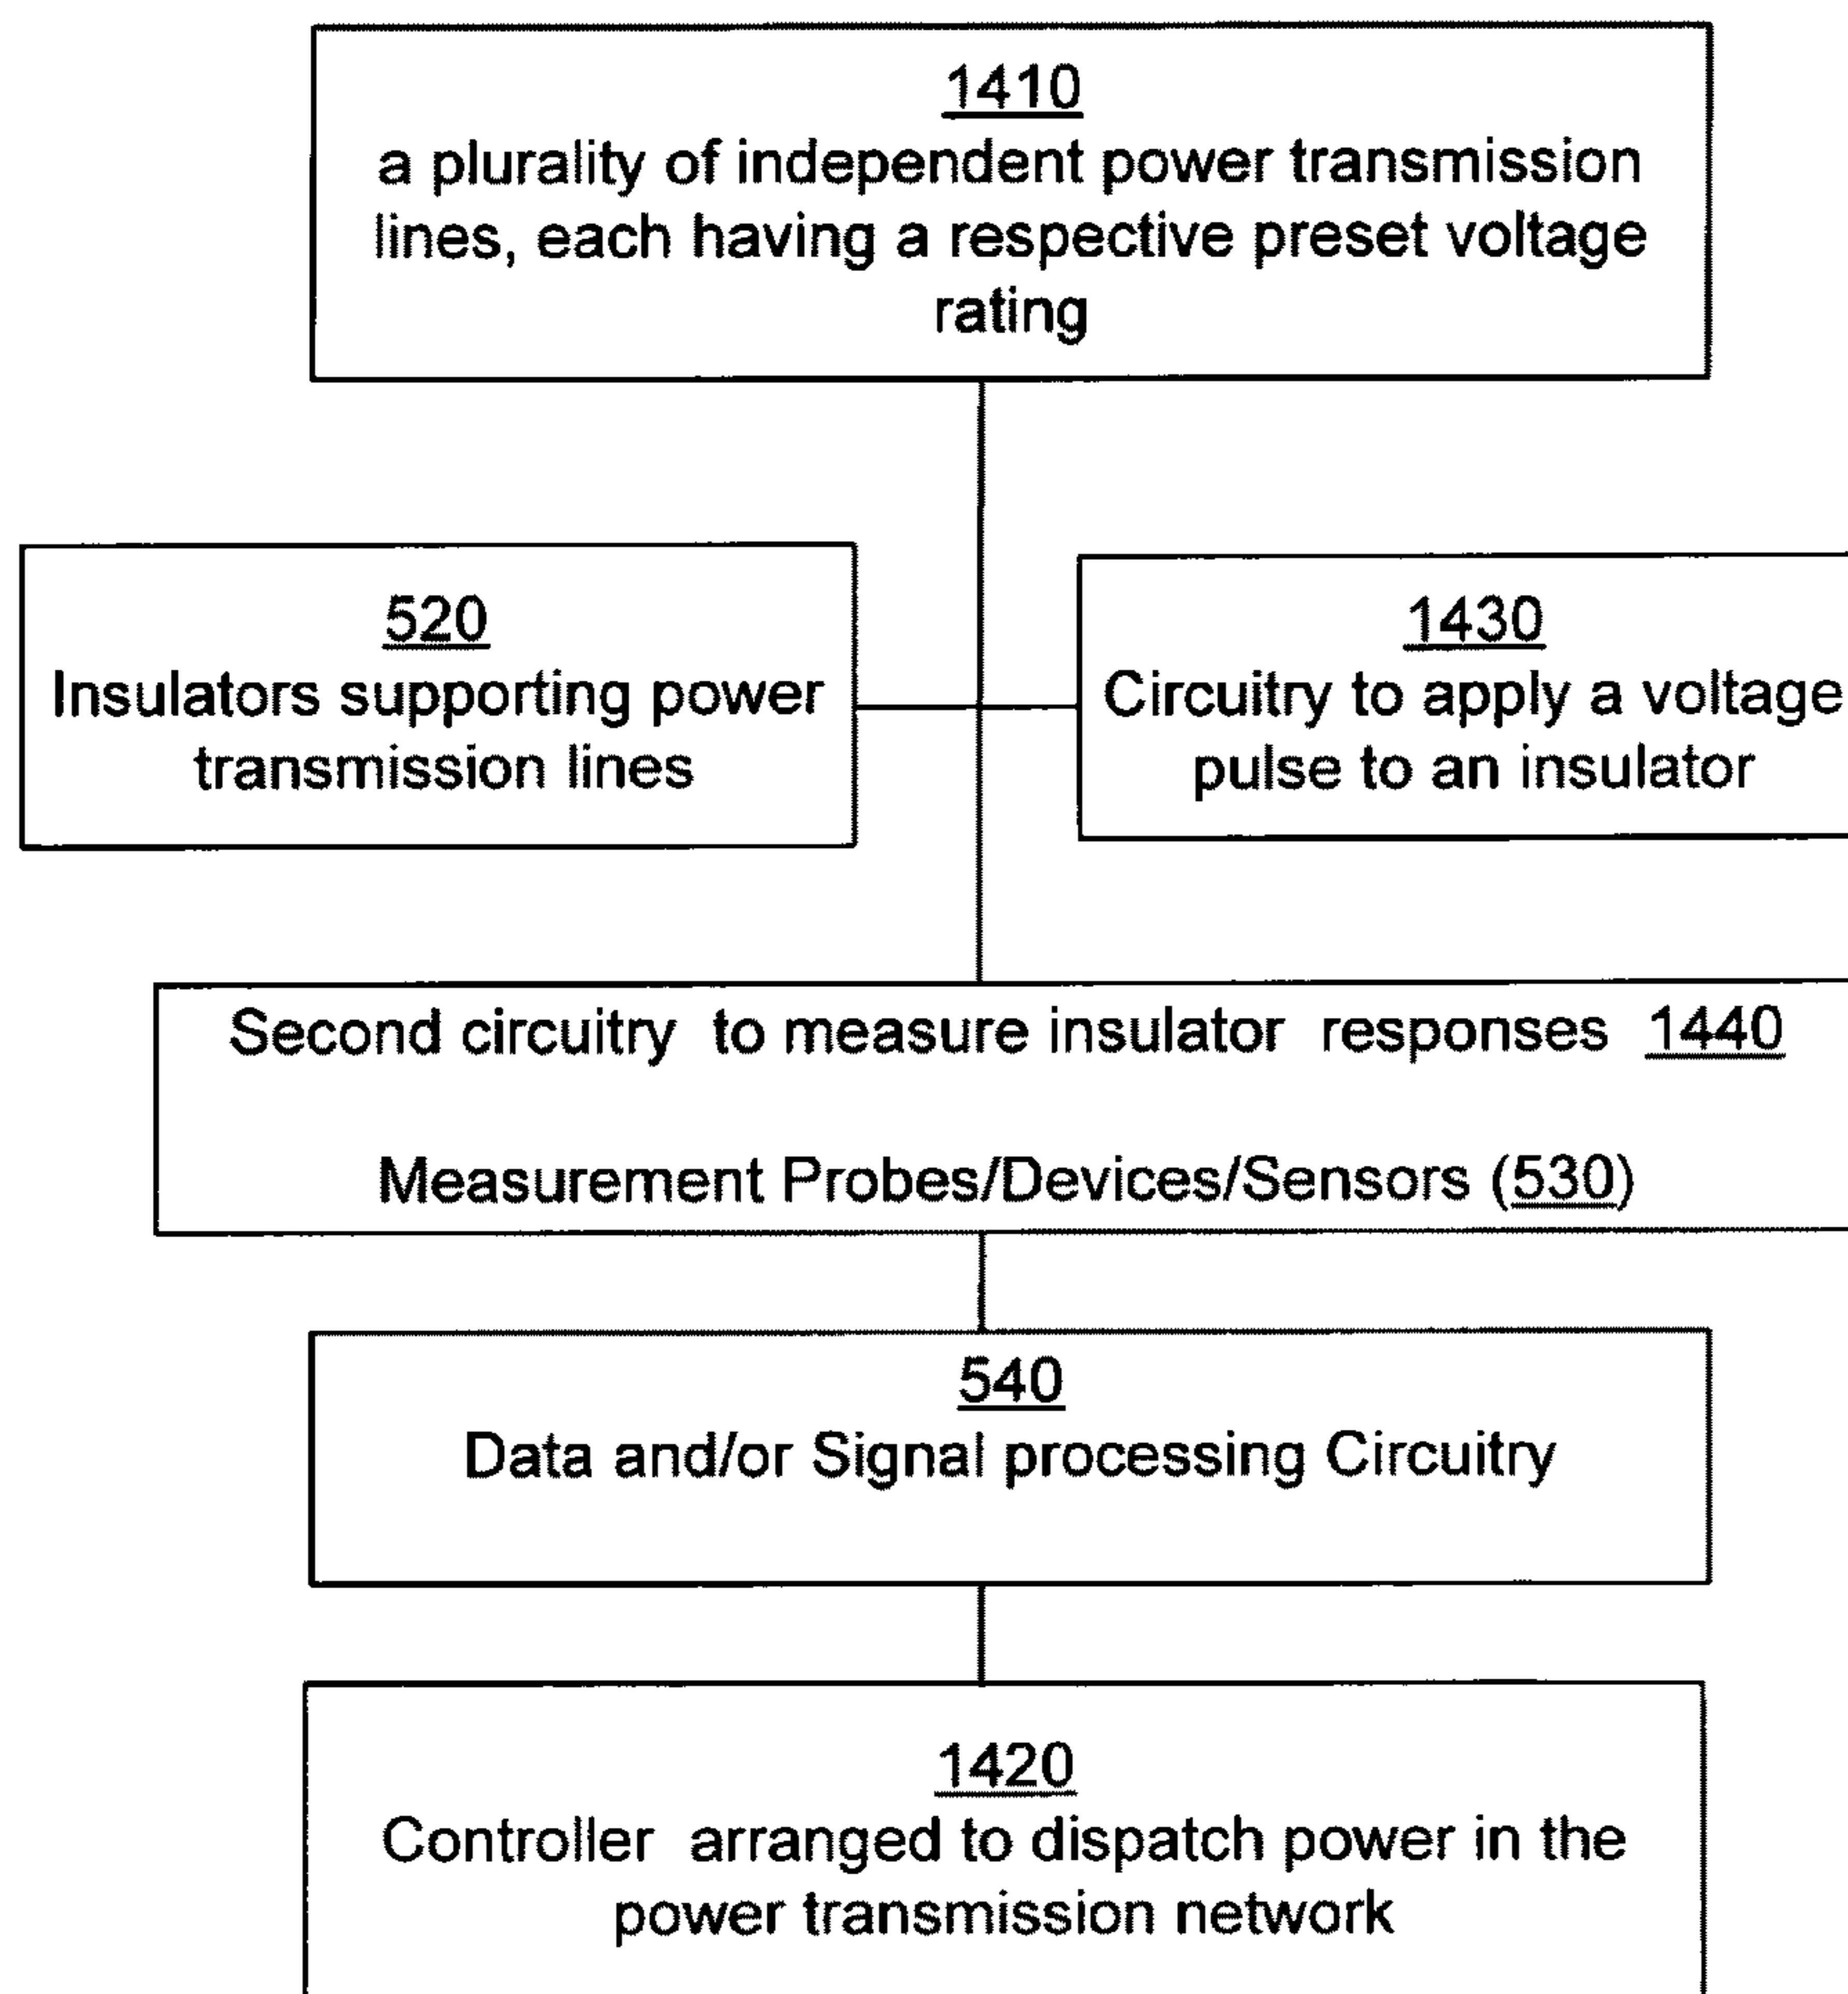 1410
a plurality of independent power transmission
lines, each having a respective preset voltage
rating
520
Insulators supporting power
transmission lines
1430
Circuitry to apply a voltage
pulse to an insulator
Second circuitry to measure insulator responses 1440
Measurement Probes/Devices/Sensors (530)
540
Data and/or Signal processing Circuitry
1420
Controller arranged to dispatch power in the
power transmission network